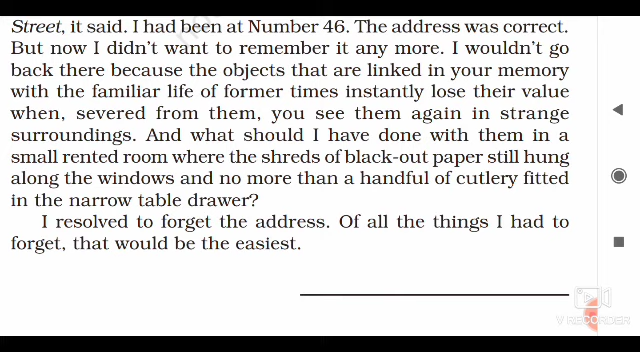 Street, it said. I had been at Number 46. The address was correct.
But now I didn't want to remember it any more. I wouldn't go
back there because the objects that are linked in your memory
with the familiar life of former times instantly lose their value
when, severed from them, you see them again in strange
surroundings. And what should I have done with them in a
small rented room where the shreds of black-out paper still hung
along the windows and no more than a handful of cutlery fitted
in the narrow table drawer?
I resolved to forget the address. Of all the things I had to
forget, that would be the easiest.
V RECORDER